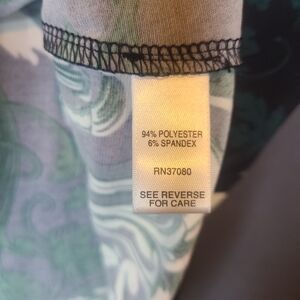 94% POLYESTER
6% SPANDEX
RN37080
SEE REVERSE
FOR CARE